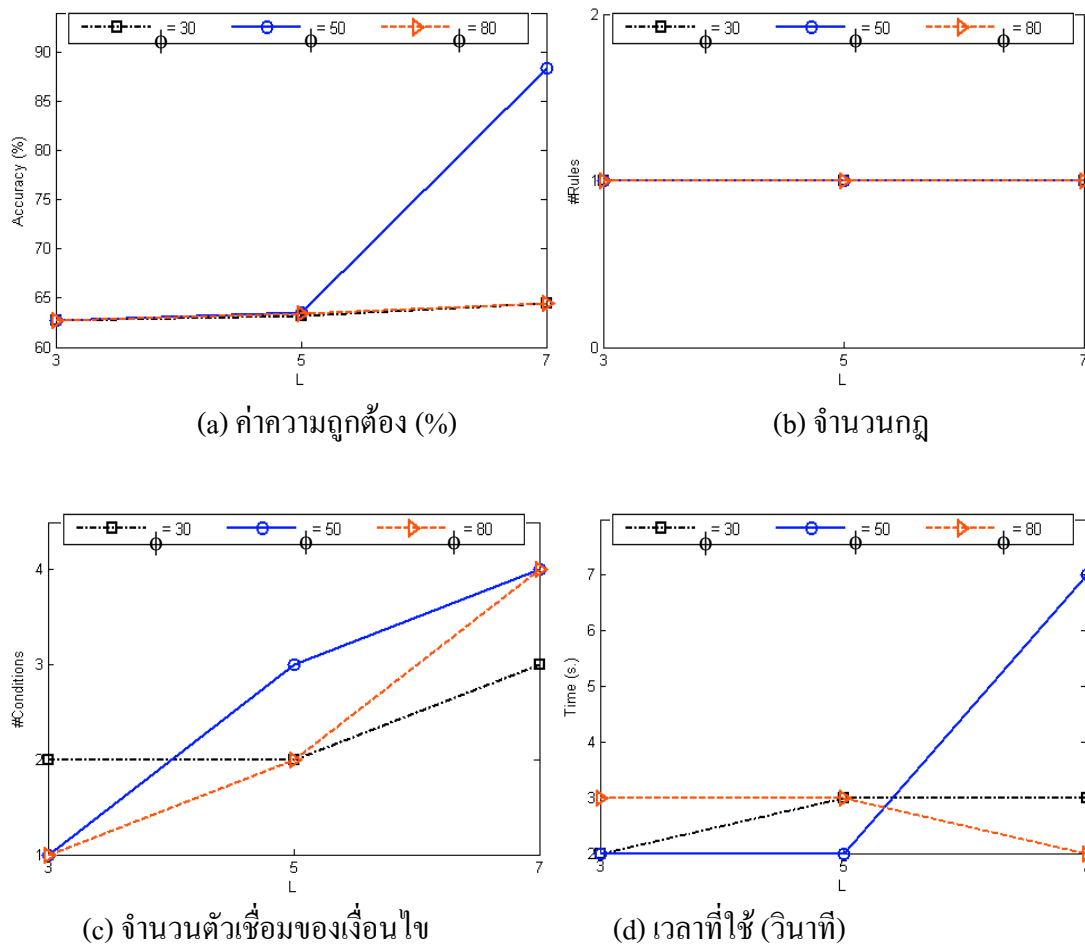 = 30 = 50 = 80
ϕ ϕ ϕ
90
85
80
75
70
65
60
Accuracy (%)
3 5 7
L
(a) ค่าความถูกต้อง (%)
= 30 = 50 = 80
ϕ ϕ ϕ
2
1
0
#Rules
3 5 7
L
(b) จำนวนกฎ
= 30 = 50 = 80
ϕ ϕ ϕ
4
3
2
1
#Conditions
3 5 7
L
(c) จำนวนตัวเชื่อมของเงื่อนไข
= 30 = 50 = 80
ϕ ϕ ϕ
7
6
5
4
3
2
Time (s.)
3 5 7
L
(d) เวลาที่ใช้ (วินาที)